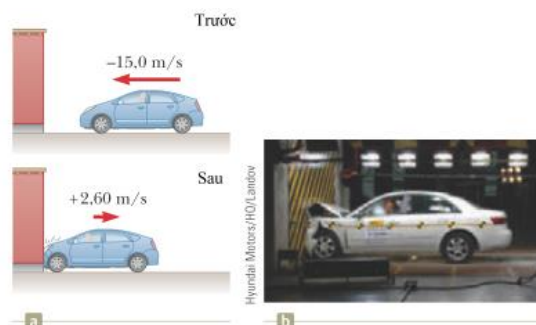 Trước
−15.0 m/s
Sau
+2.60 m/s
Hyundai Motors/HO/Landov
a
b